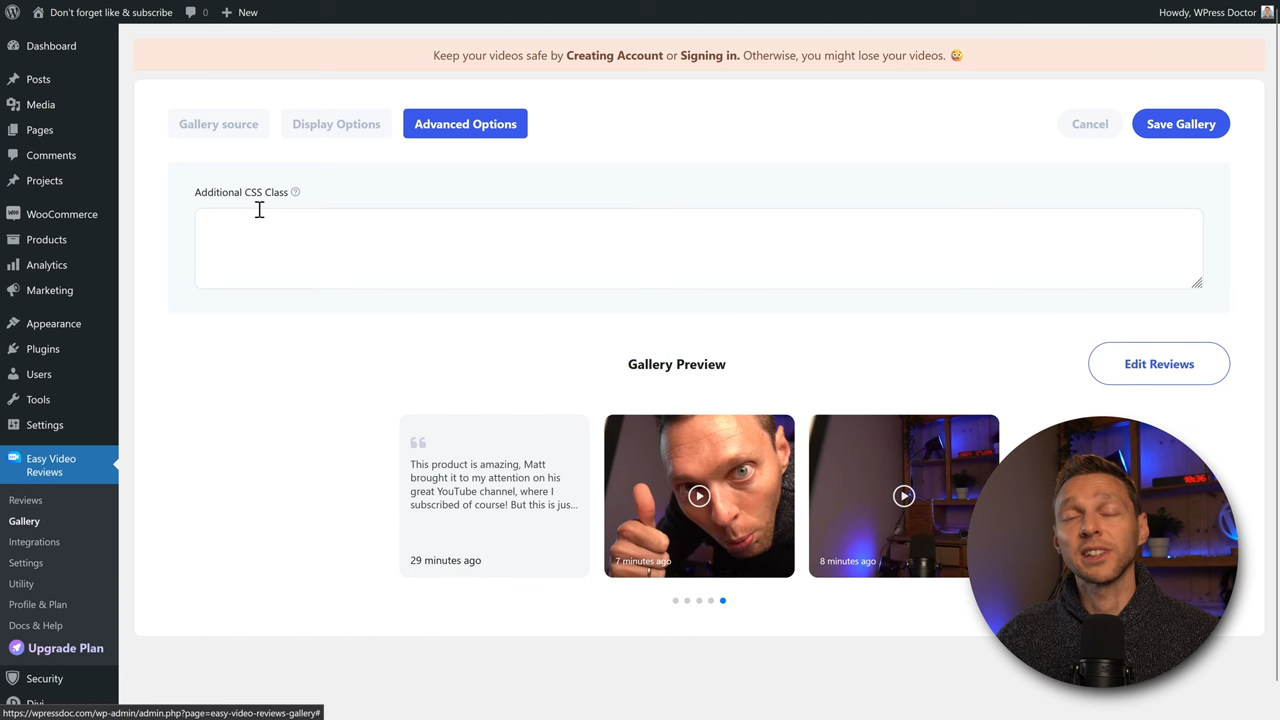 Don't forget like & subscribe
0
New
Howdy, WPress Doctor
Dashboard
Posts
Media
Pages
Comments
Projects
WooCommerce
Products
Analytics
Marketing
Appearance
Plugins
Users
Tools
Settings
Easy Video
Reviews
Reviews
Gallery
Integrations
Settings
Utility
Profile & Plan
Docs & Help
Upgrade Plan
Security
Divi
https://wpressdoc.com/wp-admin/admin.php?page=easy-video-reviews-gallery#
Keep your videos safe by Creating Account or Signing in. Otherwise, you might lose your videos.
Gallery source
Display Options
Advanced Options
Cancel
Save Gallery
Additional CSS Class
Gallery Preview
Edit Reviews
This product is amazing, Matt
brought it to my attention on his
great YouTube channel, where I
subscribed of course! But this is jus...
29 minutes ago
7 minutes ago
8 minutes ago